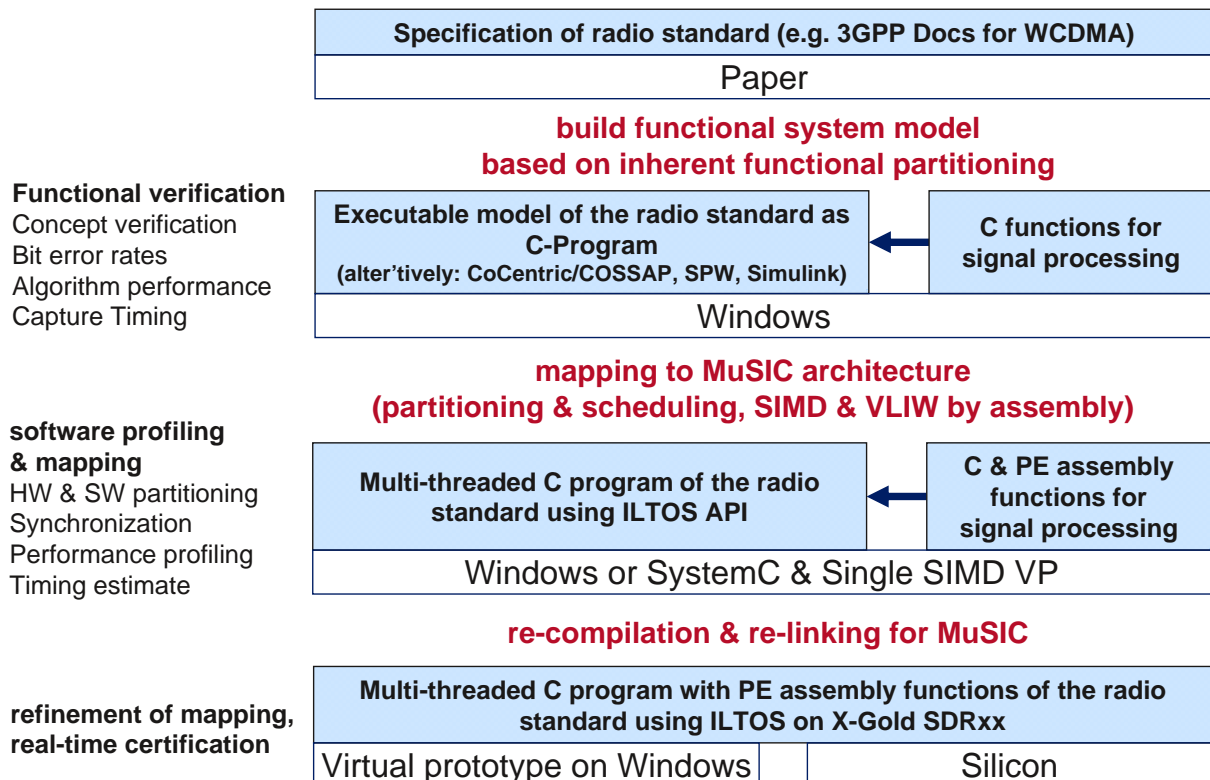 Specification of radio standard (e.g. 3GPP Docs for WCDMA)
Paper
build functional system model
based on inherent functional partitioning
Functional verification
Concept verification
Bit error rates
Algorithm performance
Capture Timing
Executable model of the radio standard as
C-Program
(alter'tively: CoCentric/COSSAP, SPW, Simulink)
C functions for
signal processing
Windows
mapping to MuSIC architecture
(partitioning & scheduling, SIMD & VLIW by assembly)
software profiling
& mapping
HW & SW partitioning
Synchronization
Performance profiling
Timing estimate
Multi-threaded C program of the radio
standard using ILTOS API
C & PE assembly
functions for
signal processing
Windows or SystemC & Single SIMD VP
re-compilation & re-linking for MuSIC
refinement of mapping,
real-time certification
Multi-threaded C program with PE assembly functions of the radio
standard using ILTOS on X-Gold SDRxx
Virtual prototype on Windows
Silicon